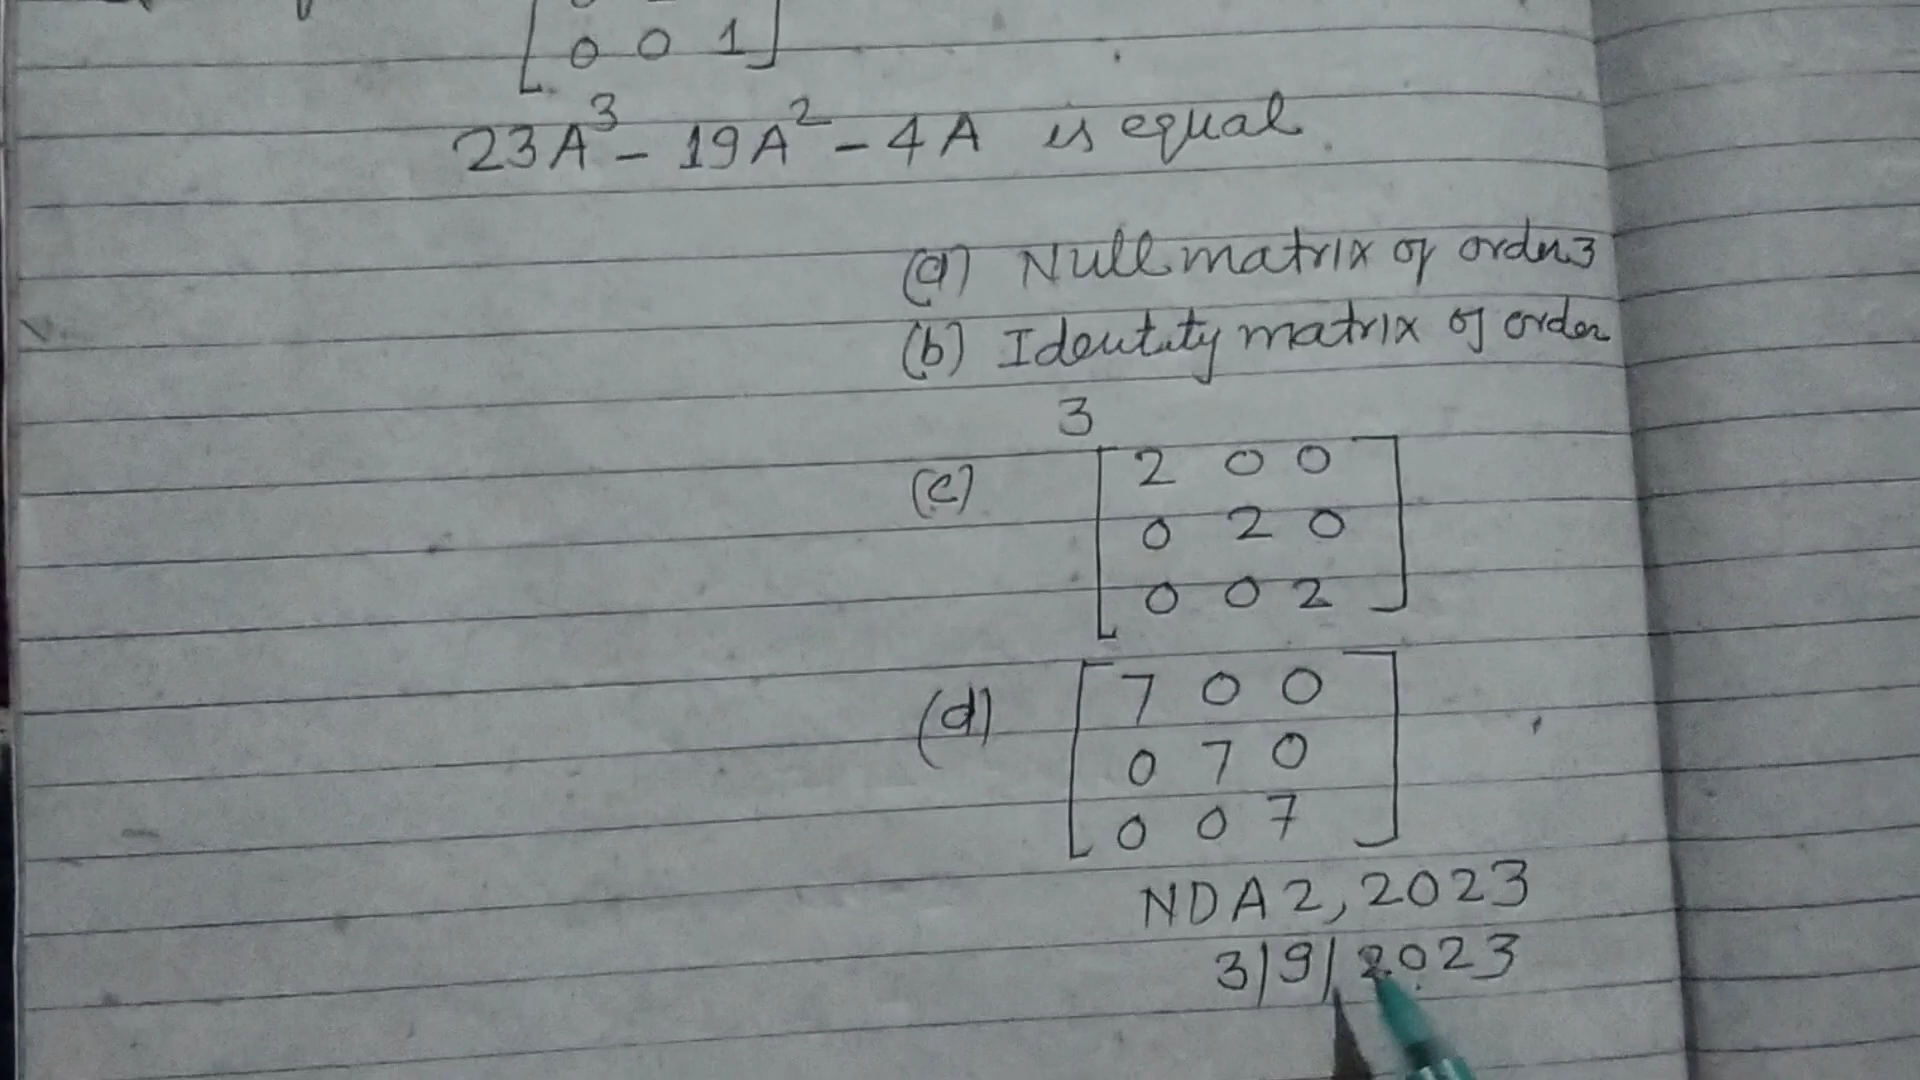 0 0 1
23A³ - 19A² - 4A is equal
(a) Null matrix of order 3
(b) Identity matrix of order
3
(c) [2 0 0
0 2 0
0 0 2]
(d) [7 0 0
0 7 0
0 0 7]
NDA 2, 2023
3/9/2023